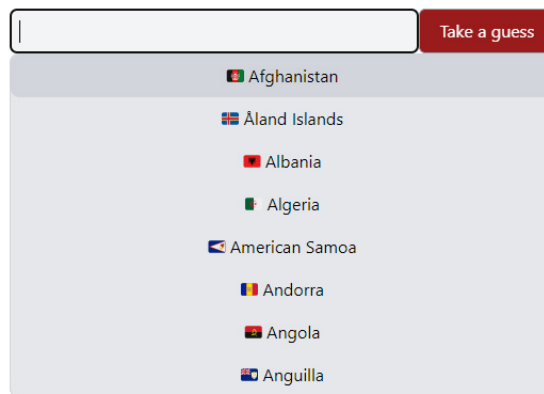 Take a guess
Afghanistan
Åland Islands
Albania
Algeria
American Samoa
Andorra
Angola
Anguilla